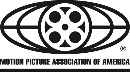 ®
MOTION PICTURE ASSOCIATION OF AMERICA